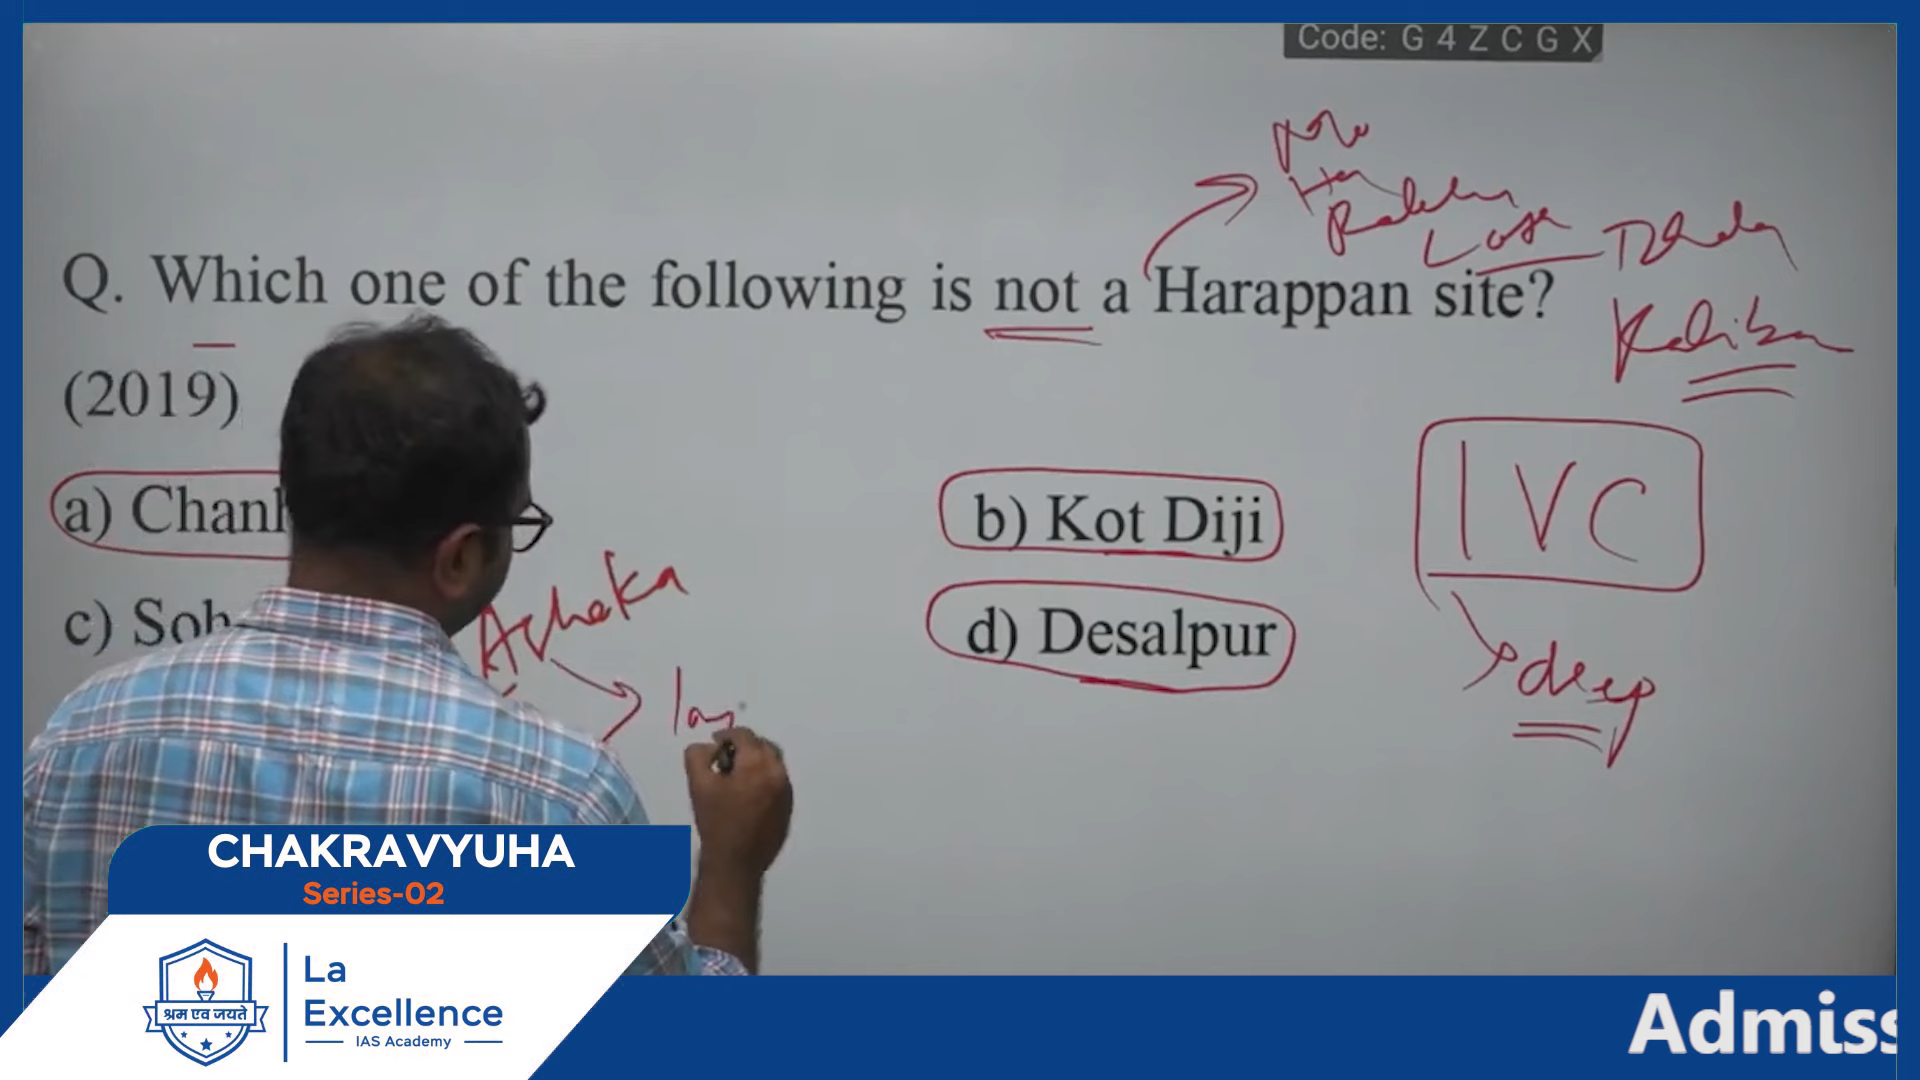 Code: G 4 Z C G X
Q. Which one of the following is not a Harappan site?
(2019)
a) Chanh
b) Kot Diji
IVC
c) Soh
Ashoka
d) Desalpur
deep
CHAKRAVYUHA
Series-02
श्रम एव जयते
La
Excellence
IAS Academy
Admiss